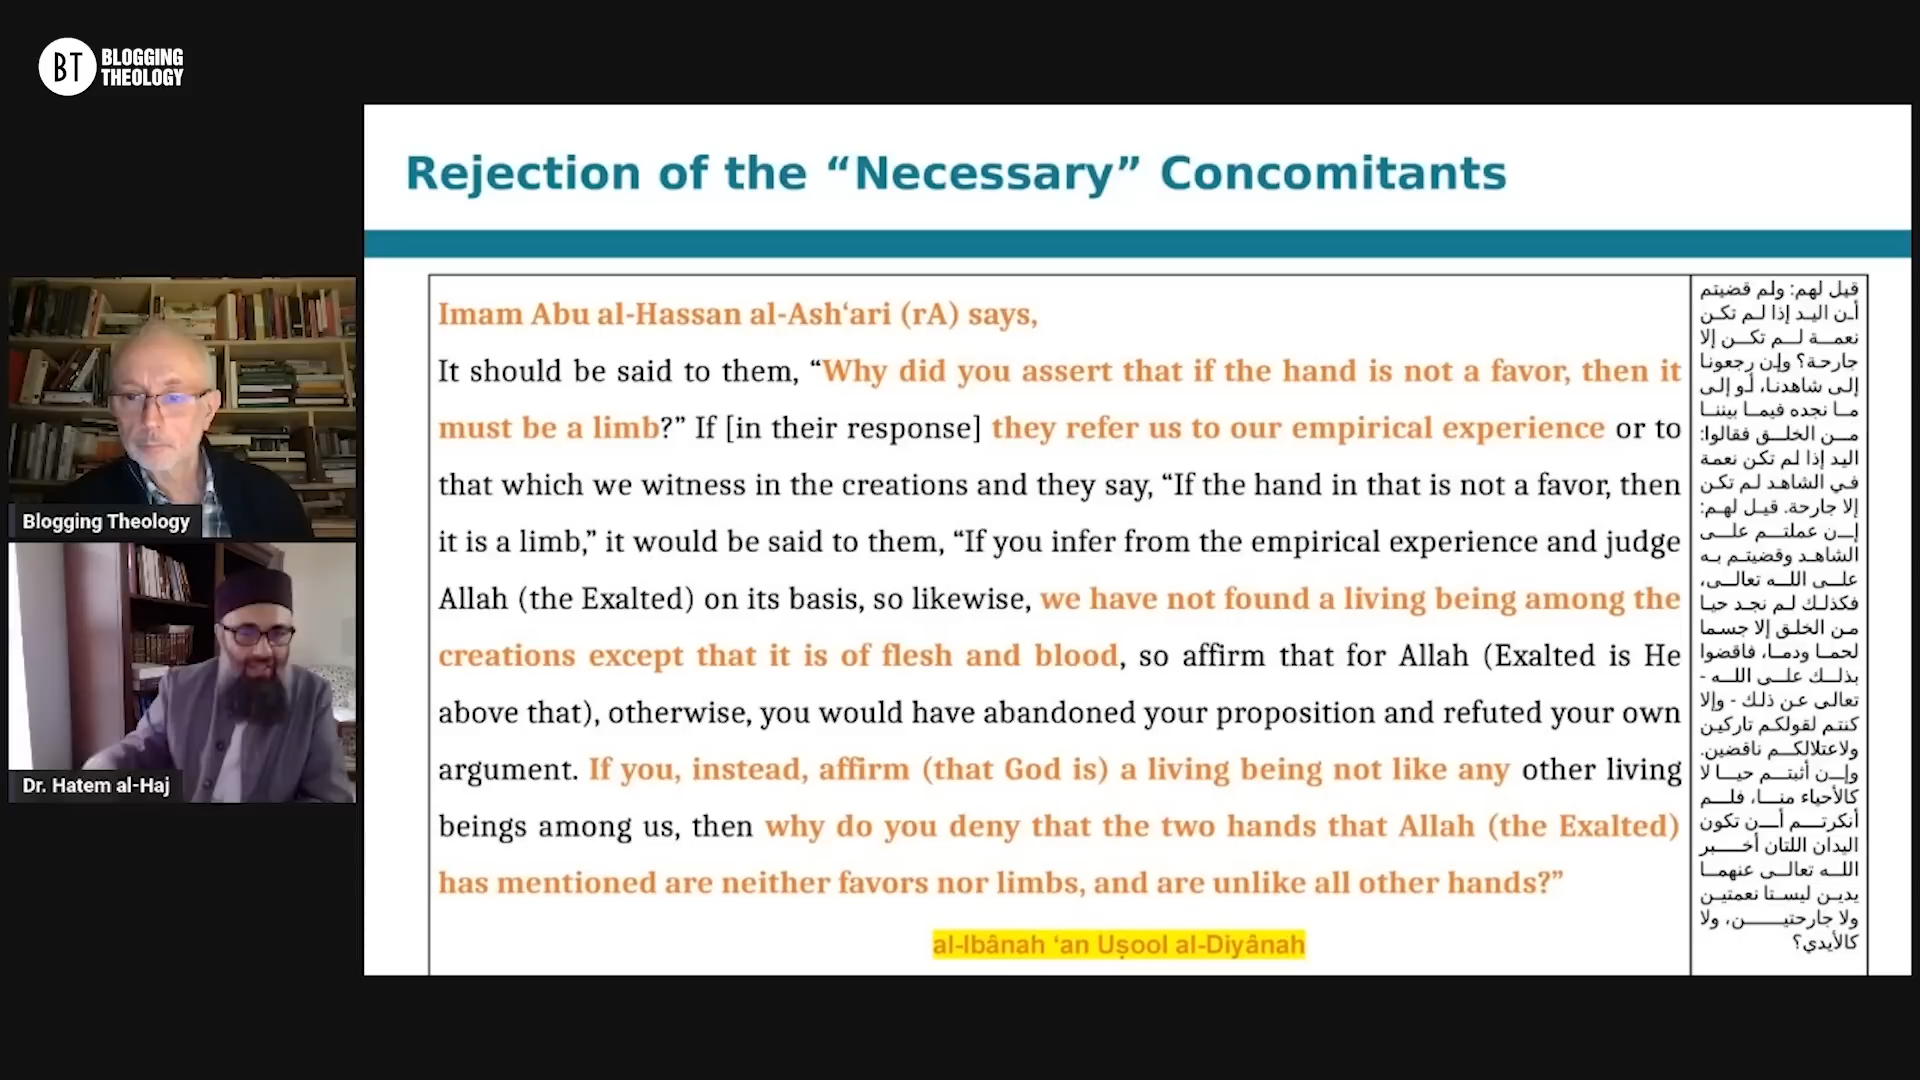 BT BLOGGING
THEOLOGY
Rejection of the “Necessary” Concomitants
Imam Abu al-Hassan al-Ash‘ari (rA) says,
It should be said to them, “Why did you assert that if the hand is not a favor, then it
must be a limb?” If [in their response] they refer us to our empirical experience or to
that which we witness in the creations and they say, “If the hand in that is not a favor, then
it is a limb,” it would be said to them, “If you infer from the empirical experience and judge
Allah (the Exalted) on its basis, so likewise, we have not found a living being among the
creations except that it is of flesh and blood, so affirm that for Allah (Exalted is He
above that), otherwise, you would have abandoned your proposition and refuted your own
argument. If you, instead, affirm (that God is) a living being not like any other living
beings among us, then why do you deny that the two hands that Allah (the Exalted)
has mentioned are neither favors nor limbs, and are unlike all other hands?”
al-Ibânah ‘an Uṣool al-Diyânah
قيل لهم: ولم قضيتم
أن اليد إذا لم تكن
نعمة لم تكن إلا
جارحة؟ وإن رجعونا
إلى شاهدنا، أو إلى
ما نجده فيما بيننا
من الخلق فقالوا:
اليد إذا لم تكن نعمة
في الشاهد لم تكن
إلا جارحة. قيل لهم:
إن عملتم على
الشاهد وقضيتم به
على الله تعالى،
فكذلك لم نجد حيا
من الخلق إلا جسما
لحما ودما، فاقضوا
بذلك على الله -
تعالى عن ذلك - وإلا
كنتم لقولكم تاركين
ولاعتلالكم ناقضين.
وإن أثبتم حيا لا
كالأحياء منا، فلم
أنكرتم أن تكون
اليدان اللتان أخبر
الله تعالى عنهما
يدين ليستا نعمتين
ولا جارحتين، ولا
كالأيدي؟
Blogging Theology
Dr. Hatem al-Haj